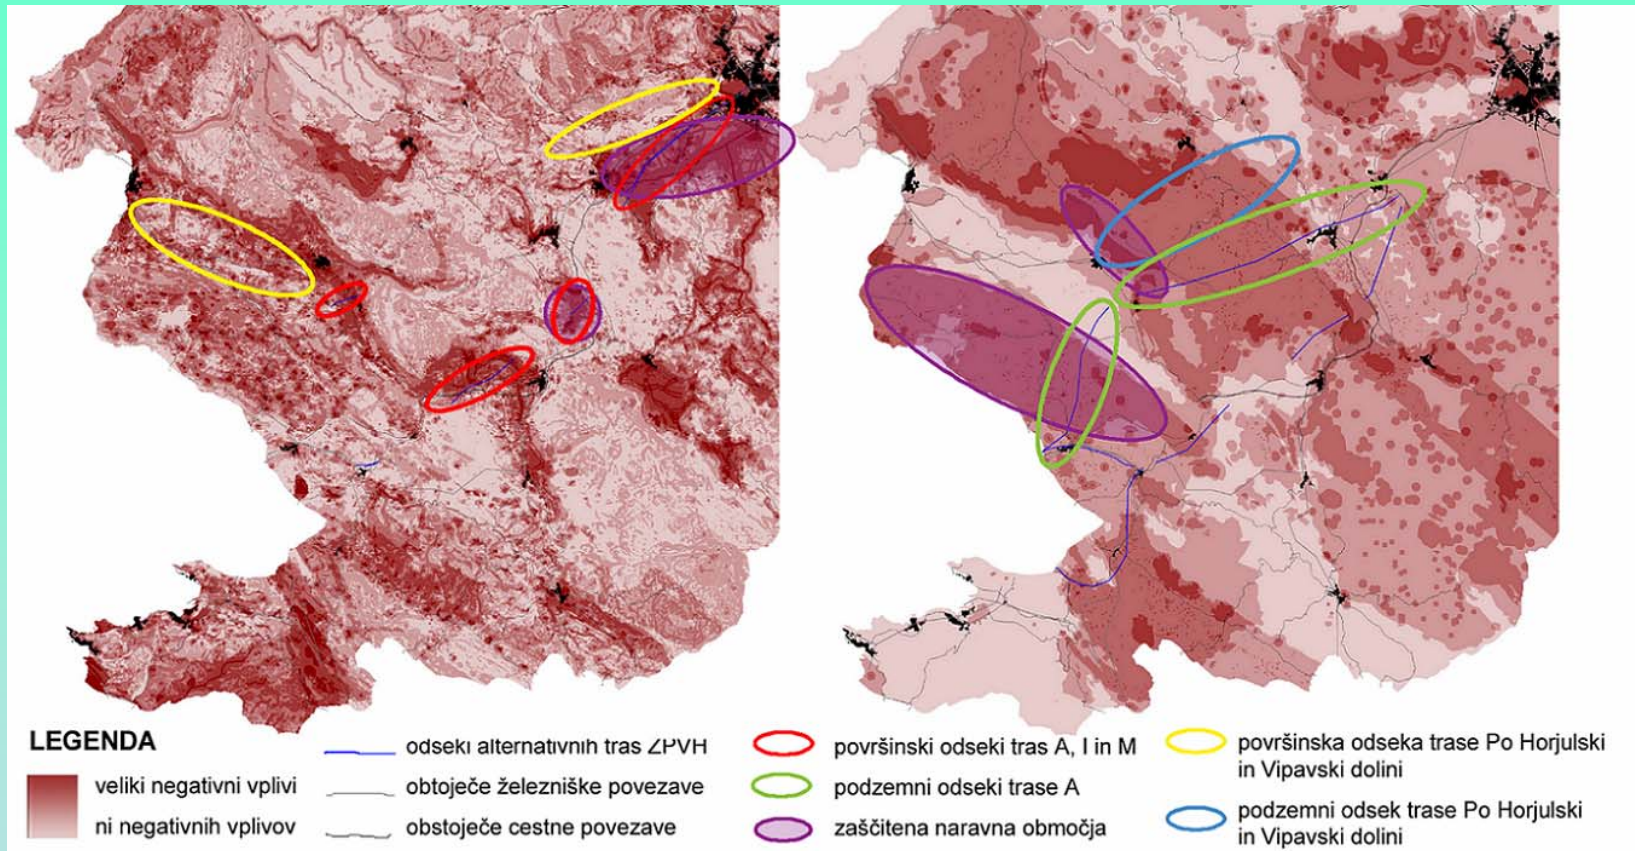 LEGENDA
veliki negativni vplivi
ni negativnih vplivov
odseki alternativnih tras ZPVH
obtoječe železniške povezave
obstoječe cestne povezave
površinski odseki tras A, I in M
podzemni odseki trase A
zaščitena naravna območja
površinska odseka trase Po Horjulski
in Vipavski dolini
podzemni odsek trase Po Horjulski
in Vipavski dolini